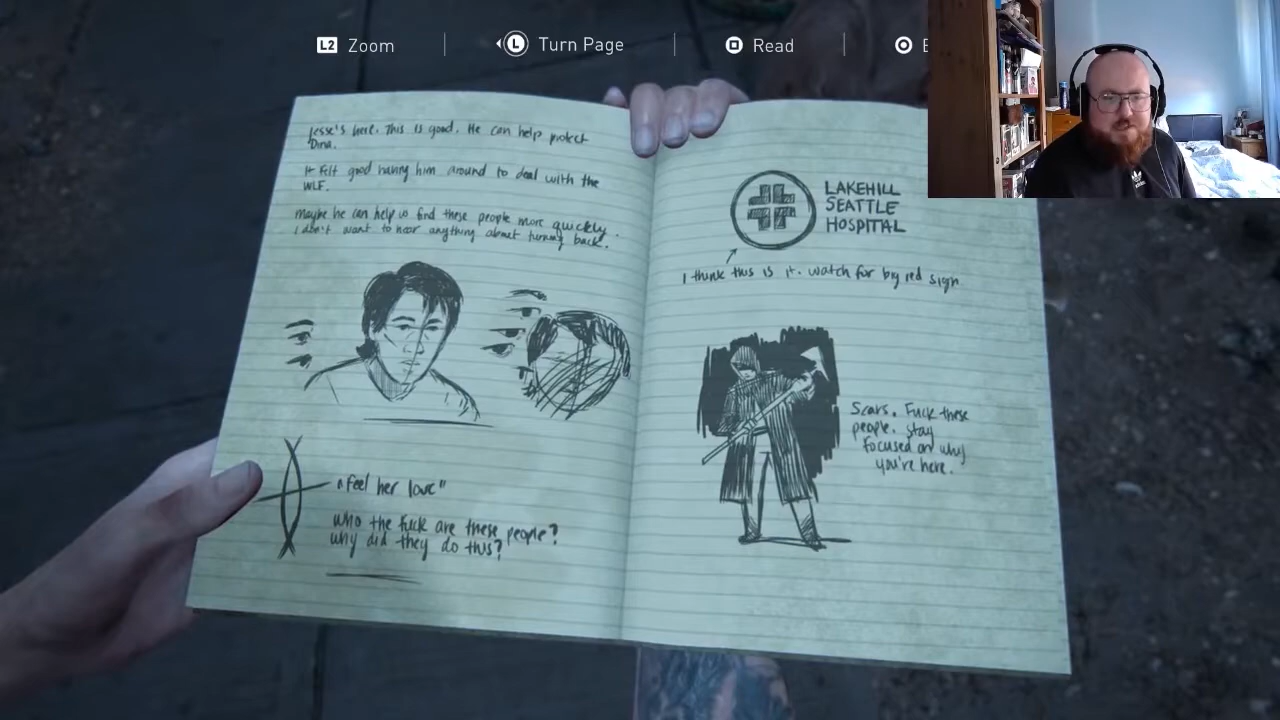 L2 Zoom
L Turn Page
Read
Jesse's here. This is good. He can help protect
Dina.
It felt good having him around to deal with the
WLF.
Maybe he can help us find these people more quickly.
I don't want to hear anything about turning back.
"Feel her love"
Who the fuck are these people?
Why did they do this?
LAKEHILL
SEATTLE
HOSPITAL
I think this is it. Watch for big red sign
Scars. Fuck these
people. Stay
focused on why
you're here.